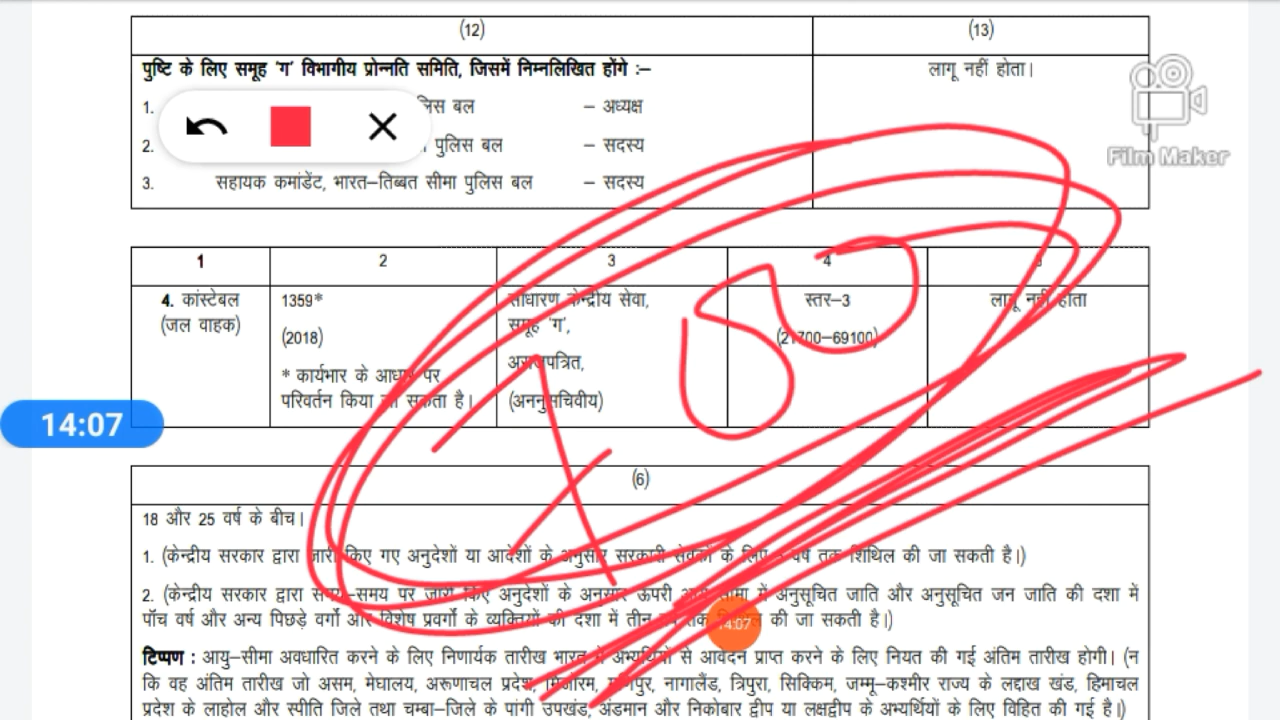 (12) (13)
पुष्टि के लिए समूह ‘ग’ विभागीय प्रोन्नति समिति, जिसमें निम्नलिखित होंगे :– लागू नहीं होता।
Film Maker
1. पुलिस बल – अध्यक्ष
2. पुलिस बल – सदस्य
3. सहायक कमांडेंट, भारत–तिब्बत सीमा पुलिस बल – सदस्य
1 2 3 4
4. कांस्टेबल 1359* साधारण केन्द्रीय सेवा, स्तर–3 लागू नहीं होता
(जल वाहक) (2018) समूह ‘ग’, (21700–69100)
* कार्यभार के आधार पर अराजपत्रित,
परिवर्तन किया जा सकता है। (अननुसचिवीय)
14:07
(6)
18 और 25 वर्ष के बीच।
1. (केन्द्रीय सरकार द्वारा जारी किए गए अनुदेशों या आदेशों के अनुसार सरकारी सेवकों के लिए वर्ष तक शिथिल की जा सकती है।)
2. (केन्द्रीय सरकार द्वारा समय–समय पर जारी किए अनुदेशों के अनुसार ऊपरी आयु सीमा में अनुसूचित जाति और अनुसूचित जन जाति की दशा में
पॉच वर्ष और अन्य पिछड़े वर्गों और विशेष प्रवर्गों के व्यक्तियों की दशा में तीन वर्ष तक की जा सकती है।)
14:07
टिप्पण : आयु–सीमा अवधारित करने के लिए निर्णायक तारीख भारत में अभ्यर्थियों से आवेदन प्राप्त करने के लिए नियत की गई अंतिम तारीख होगी। (न
कि वह अंतिम तारीख जो असम, मेघालय, अरूणाचल प्रदेश, मिजोरम, मणिपुर, नागालैंड, त्रिपुरा, सिक्किम, जम्मू–कश्मीर राज्य के लद्दाख खंड, हिमाचल
प्रदेश के लाहोल और स्पीति जिले तथा चम्बा–जिले के पांगी उपखंड, अंडमान और निकोबार द्वीप या लक्षद्वीप के अभ्यर्थियों के लिए विहित की गई है।)